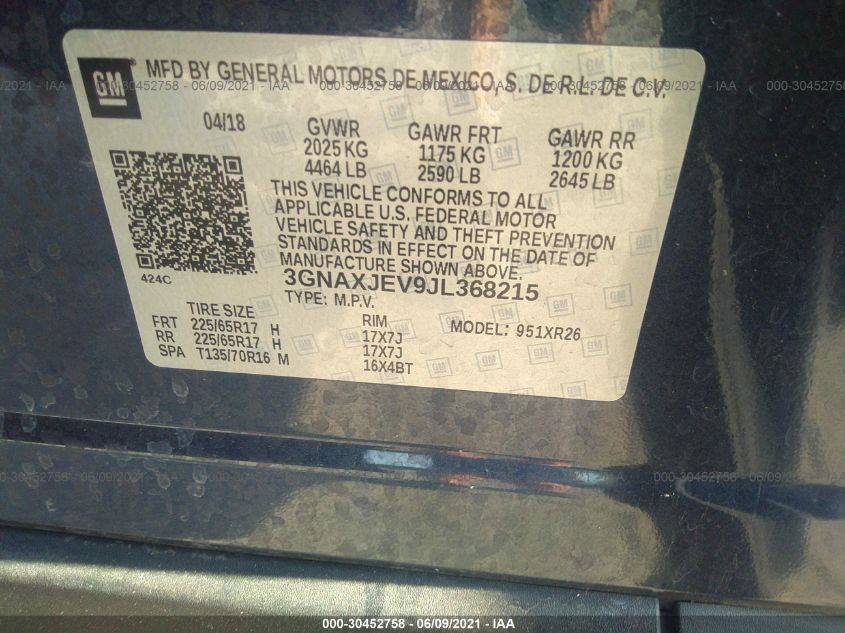 GM
MFD BY GENERAL MOTORS DE MEXICO, S. DE R.L. DE C.V.
04/18
GVWR
2025 KG
4464 LB
GAWR FRT
1175 KG
2590 LB
GAWR RR
1200 KG
2645 LB
THIS VEHICLE CONFORMS TO ALL
APPLICABLE U.S. FEDERAL MOTOR
VEHICLE SAFETY AND THEFT PREVENTION
STANDARDS IN EFFECT ON THE DATE OF
MANUFACTURE SHOWN ABOVE.
424C
3GNAXJEV9JL368215
TYPE: M.P.V.
MODEL: 951XR26
TIRE SIZE RIM
FRT 225/65R17 H 17X7J
RR 225/65R17 H 17X7J
SPA T135/70R16 M 16X4BT
000-30452758 - 06/09/2021 - IAA